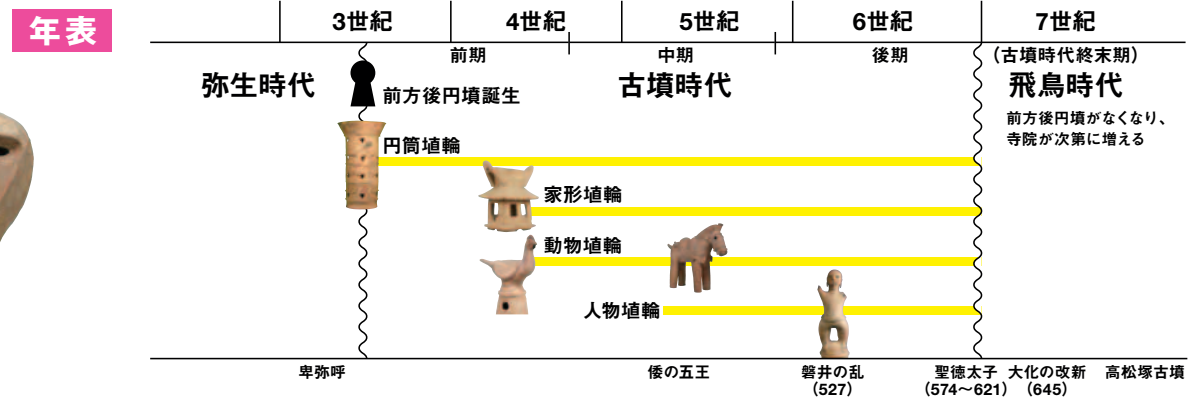 年表
3世紀
4世紀
5世紀
6世紀
7世紀
前期
中期
後期
(古墳時代終末期)
弥生時代
古墳時代
飛鳥時代
前方後円墳誕生
前方後円墳がなくなり、
寺院が次第に増える
円筒埴輪
家形埴輪
動物埴輪
人物埴輪
卑弥呼
倭の五王
磐井の乱
(527)
聖徳太子
(574〜621)
大化の改新
(645)
高松塚古墳